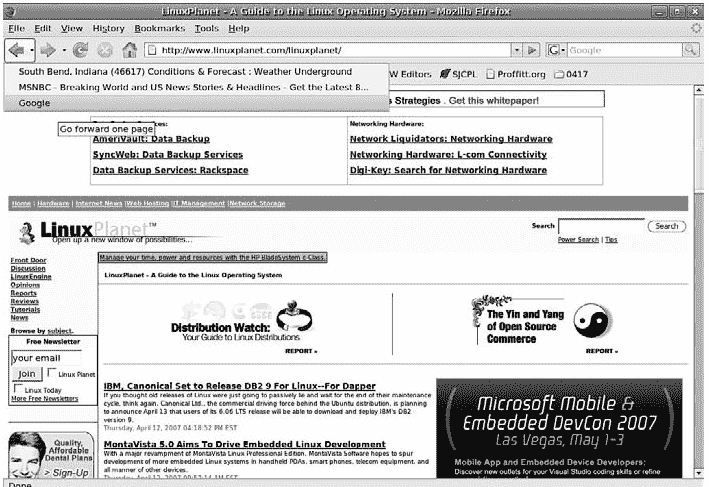 LinuxPlanet - A Guide to the Linux Operating System - Mozilla Firefox
File Edit View History Bookmarks Tools Help
http://www.linuxplanet.com/linuxplanet/
Google
South Bend, Indiana (46617) Conditions & Forecast : Weather Underground
MSNBC - Breaking World and US News Stories & Headlines - Get the Latest 8...
Google
W Editors SJCPL Proffitt.org 0417
Strategies . Get this whitepaper!
Go forward one page
Networking Hardware:
AmeriVault: Data Backup
Network Liquidators: Networking Hardware
SyncWeb: Data Backup Services
Networking Hardware: L-com Connectivity
Data Backup Services: Rackspace
Digi-Key: Search for Networking Hardware
Home | Hardware | Internet News |Web Hosting |IT Management |Network Storage
LinuxPlanet™
Open up a new window of possibilities...
Search
Search
Power Search | Tips
Front Door
Discussion
LinuxEngine
Opinions
Reports
Reviews
Tutorials
News
Browse by subject.
Free Newsletter
your email
Join
Linux Planet
Linux Today
More Free Newsletters
Quality,
Affordable
Dental Plans
> Sign-Up
Manage your time, power and resources with the HP BladeSystem c-Class.
LinuxPlanet - A Guide to the Linux Operating System
Distribution Watch:
Your Guide to Linux Distributions
REPORT »
The Yin and Yang
of Open Source
Commerce
REPORT »
IBM, Canonical Set to Release DB2 9 For Linux--For Dapper
If you thought old releases of Linux were just going to passively lie and wait for the end of their maintenance
cycle, think again. Canonical Ltd., the commercial driving force behind the Ubuntu distribution, is planning
to announce April 13 that users of its 6.06 LTS release will be able to download and deploy IBM's DB2
version 9.
Thursday, April 12, 2007 04:18:52 PM EST
MontaVista 5.0 Aims To Drive Embedded Linux Development
With a major revampment of MontaVista Linux Professional Edition, MontaVista Software hopes to spur
development of more embedded Linux systems in handheld PDAs, smart phones, telecom equipment, and
all manner of other devices.
Microsoft Mobile &
Embedded DevCon 2007
Las Vegas, May 1-3
Mobile App and Embedded Device Developers:
Discover new outlets for your Visual Studio coding skills or refine
Done